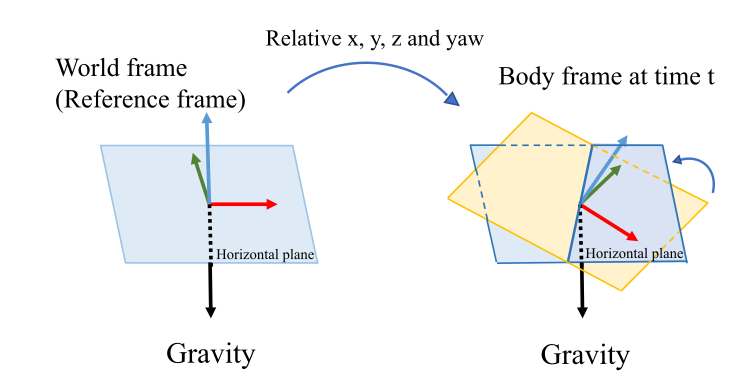 Relative x, y, z and yaw
World frame
(Reference frame)
Body frame at time t
Horizontal plane
Horizontal plane
Gravity
Gravity